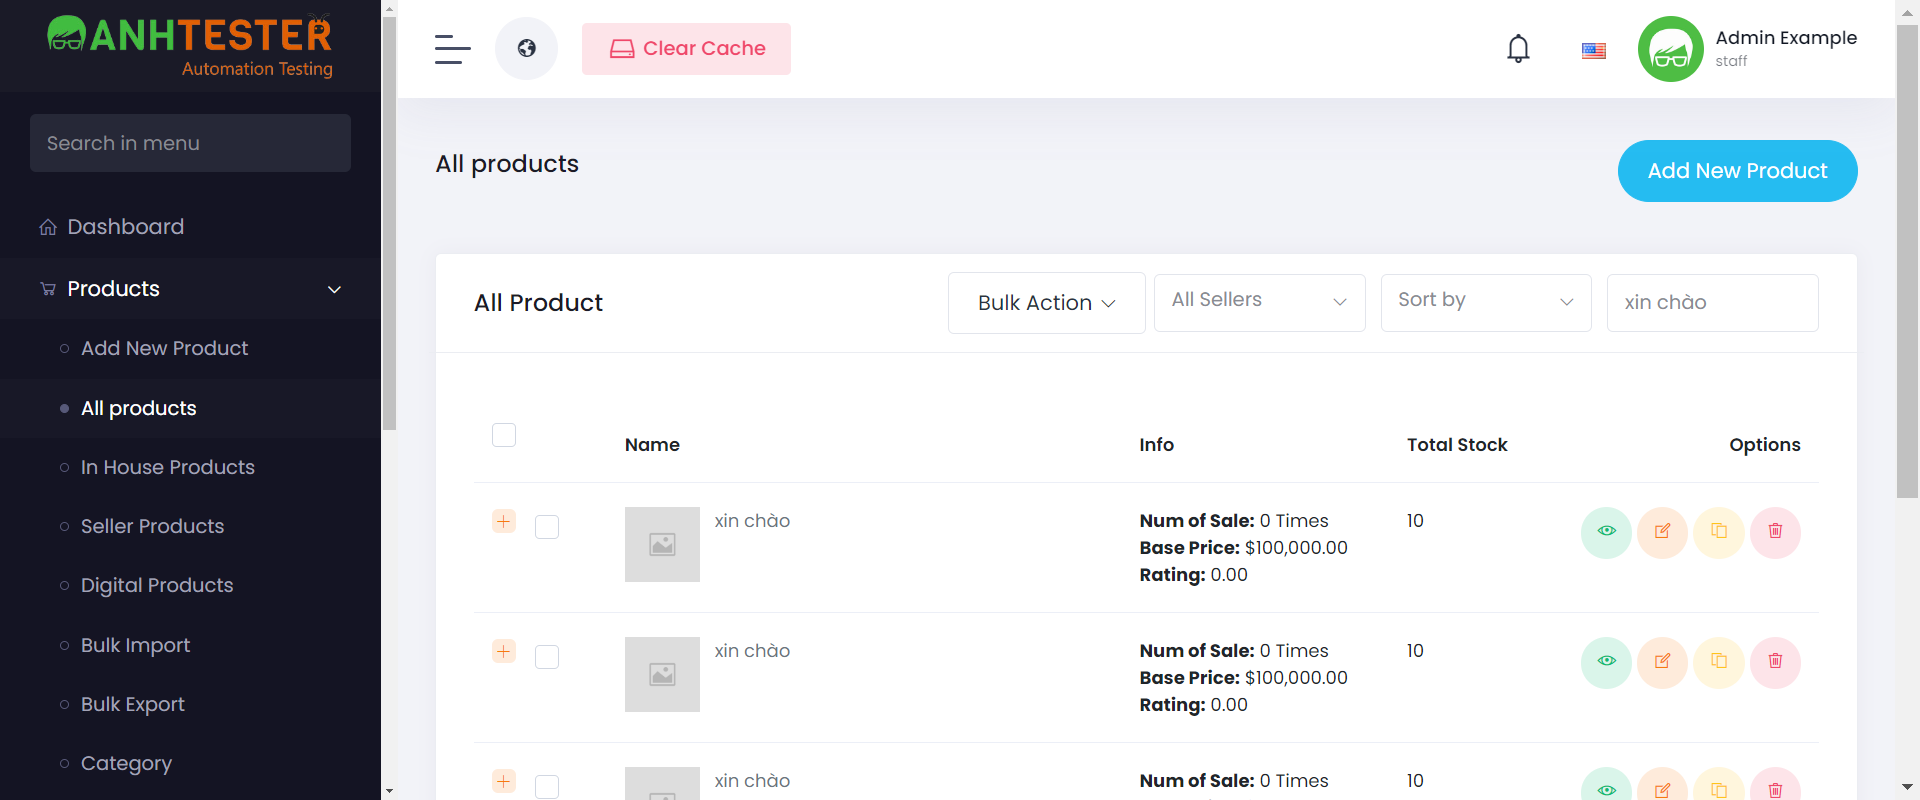 ANHTESTER
Automation Testing
Search in menu
Dashboard
Products
Add New Product
All products
In House Products
Seller Products
Digital Products
Bulk Import
Bulk Export
Category
Clear Cache
Admin Example
staff
All products
Add New Product
All Product
Bulk Action
All Sellers
Sort by
xin chào
Name
Info
Total Stock
Options
xin chào
Num of Sale: 0 Times
Base Price: $100,000.00
Rating: 0.00
10
xin chào
Num of Sale: 0 Times
Base Price: $100,000.00
Rating: 0.00
10
xin chào
Num of Sale: 0 Times
10